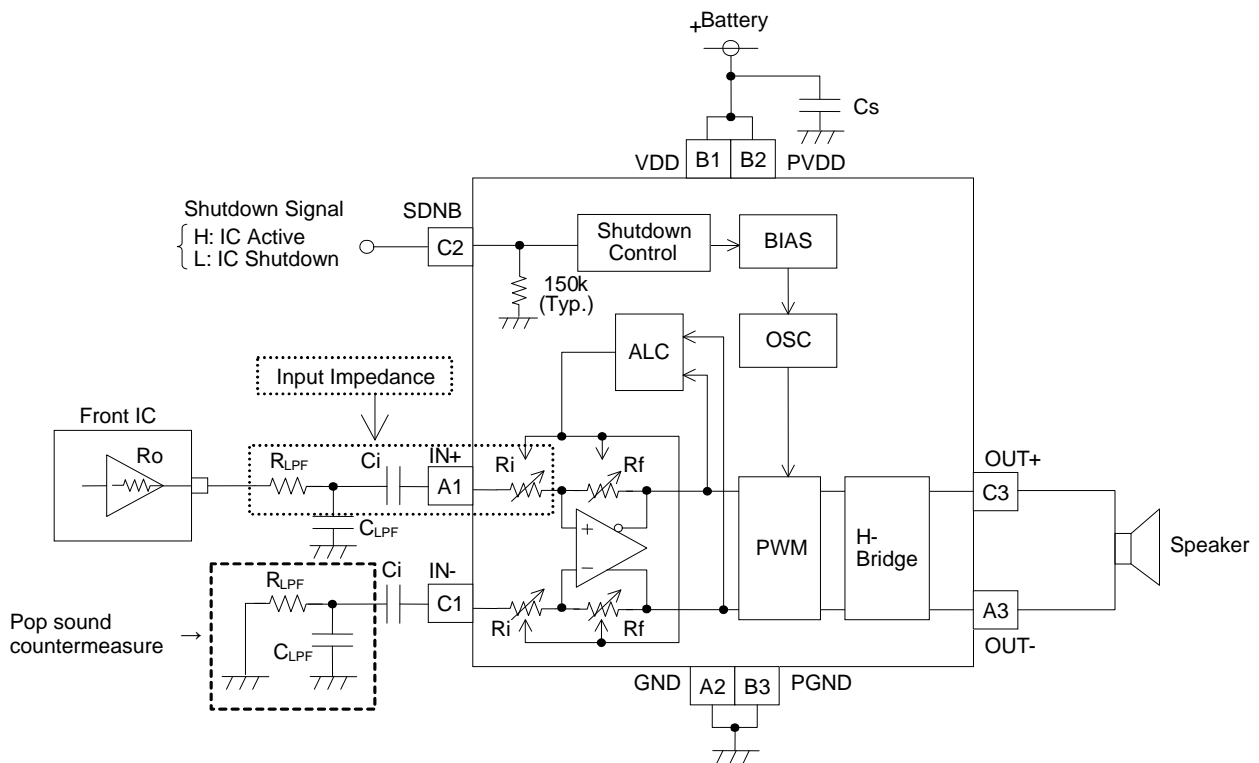 +Battery
Cs
VDD
B1
B2
PVDD
Shutdown Signal
H: IC Active
L: IC Shutdown
SDNB
C2
Shutdown
Control
BIAS
150k
(Typ.)
ALC
OSC
Input Impedance
Front IC
Ro
RLPF
Ci
IN+
A1
Ri
Rf
OUT+
C3
CLPF
+
−
PWM
H-
Bridge
Speaker
RLPF
Ci
IN-
C1
Ri
Rf
A3
OUT-
Pop sound →
countermeasure
CLPF
GND
A2
B3
PGND